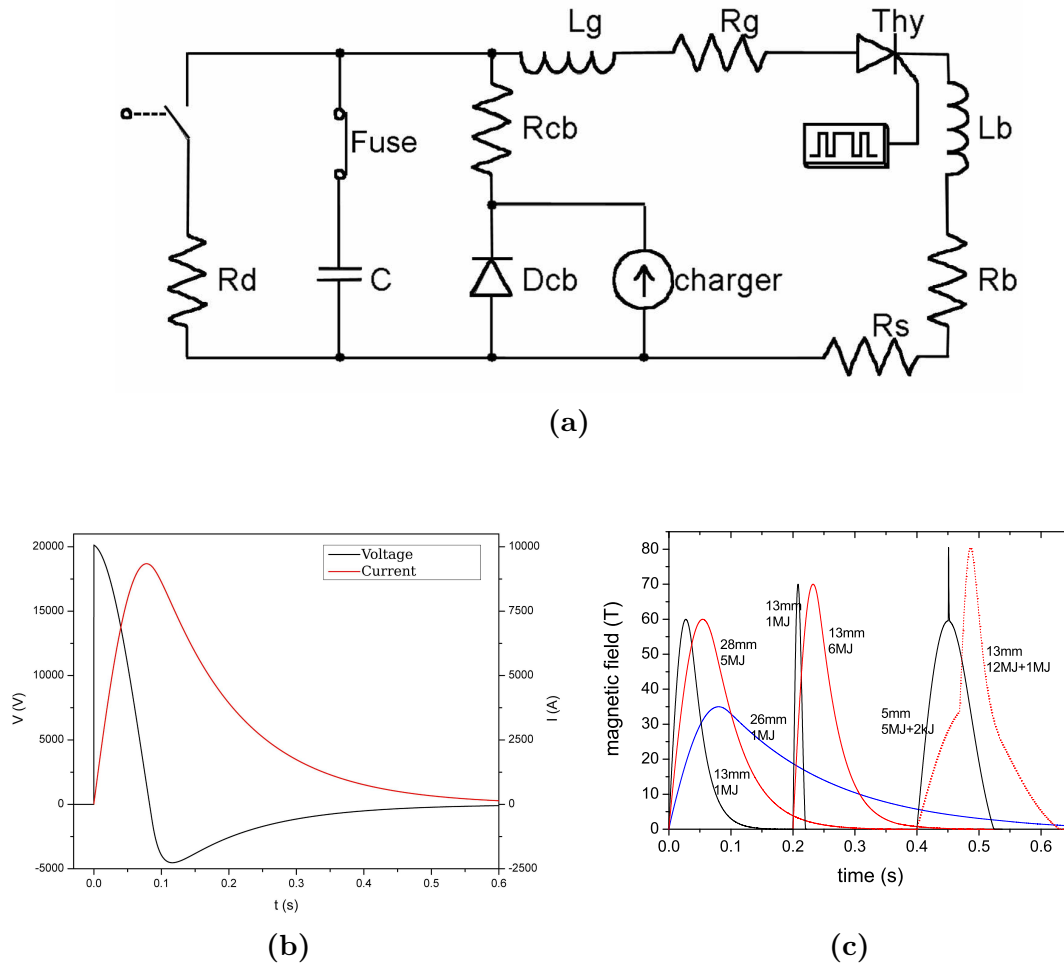 Lg
Rg
Thy
Fuse
Rcb
Lb
Rd
C
Dcb
charger
Rb
Rs
(a)
20000
15000
10000
5000
0
-5000
V (V)
0.0 0.1 0.2 0.3 0.4 0.5 0.6
t (s)
10000
7500
5000
2500
0
-2500
I (A)
Voltage
Current
(b)
80
70
60
50
40
30
20
10
0
magnetic field (T)
0.0 0.1 0.2 0.3 0.4 0.5 0.6
time (s)
28mm
5MJ
26mm
1MJ
13mm
1MJ
13mm
1MJ
13mm
6MJ
5mm
5MJ+2kJ
13mm
12MJ+1MJ
(c)